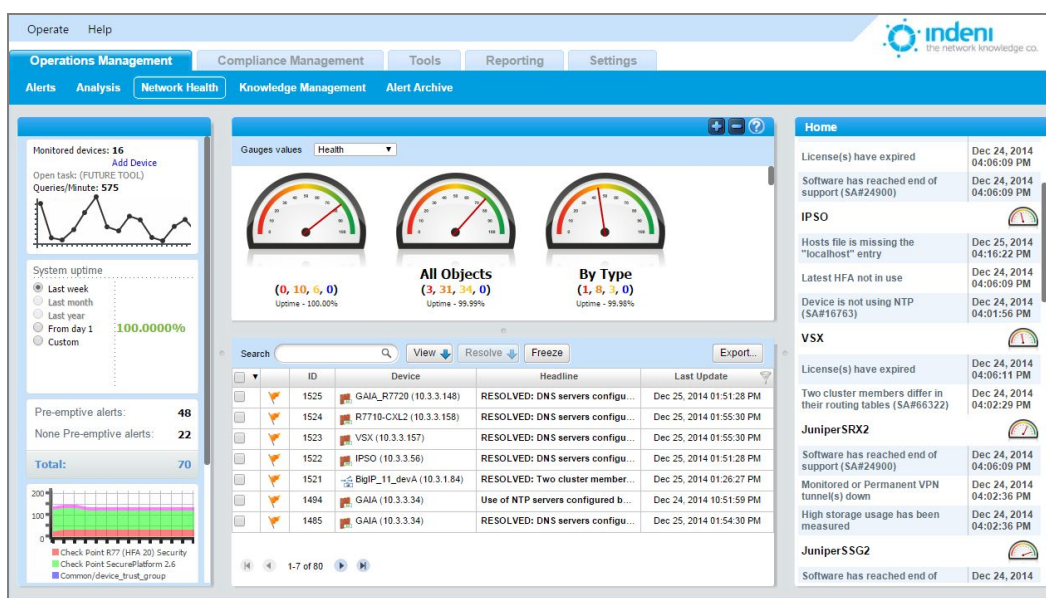 Operate Help
indeni
the network knowledge co.
Operations Management Compliance Management Tools Reporting Settings
Alerts Analysis Network Health Knowledge Management Alert Archive
Monitored devices: 16
Add Device
Open task: (FUTURE TOOL)
Queries/Minute: 575
System uptime
Last week
Last month
Last year
From day 1
Custom
100.0000%
Pre-emptive alerts: 48
None Pre-emptive alerts: 22
Total: 70
200
100
0
Check Point R77 (HFA 20) Security
Check Point SecurePlatform 2.6
Common/device_trust_group
Gauges values Health
(0, 10, 6, 0)
Uptime - 100.00%
All Objects
(3, 31, 34, 0)
Uptime - 99.99%
By Type
(1, 8, 3, 0)
Uptime - 99.98%
Search View Resolve Freeze Export...
ID Device Headline Last Update
1525 GAIA_R7720 (10.3.3.148) RESOLVED: DNS servers configu... Dec 25, 2014 01:51:28 PM
1524 R7710-CXL2 (10.3.3.158) RESOLVED: DNS servers configu... Dec 25, 2014 01:55:30 PM
1523 VSX (10.3.3.157) RESOLVED: DNS servers configu... Dec 25, 2014 01:55:30 PM
1522 IPSO (10.3.3.56) RESOLVED: DNS servers configu... Dec 25, 2014 01:51:28 PM
1521 BigIP_11_devA (10.3.1.84) RESOLVED: Two cluster member... Dec 25, 2014 01:26:27 PM
1494 GAIA (10.3.3.34) Use of NTP servers configured b... Dec 24, 2014 10:51:59 PM
1485 GAIA (10.3.3.34) RESOLVED: DNS servers configu... Dec 25, 2014 01:54:30 PM
1-7 of 80
Home
License(s) have expired Dec 24, 2014
04:06:09 PM
Software has reached end of Dec 24, 2014
support (SA#24900) 04:06:09 PM
IPSO
Hosts file is missing the Dec 25, 2014
"localhost" entry 04:16:22 PM
Latest HFA not in use Dec 24, 2014
04:06:09 PM
Device is not using NTP Dec 24, 2014
(SA#16763) 04:01:56 PM
VSX
License(s) have expired Dec 24, 2014
04:06:11 PM
Two cluster members differ in Dec 24, 2014
their routing tables (SA#66322) 04:02:29 PM
JuniperSRX2
Software has reached end of Dec 24, 2014
support (SA#24900) 04:06:09 PM
Monitored or Permanent VPN Dec 24, 2014
tunnel(s) down 04:02:36 PM
High storage usage has been Dec 24, 2014
measured 04:02:36 PM
JuniperSSG2
Software has reached end of Dec 24, 2014